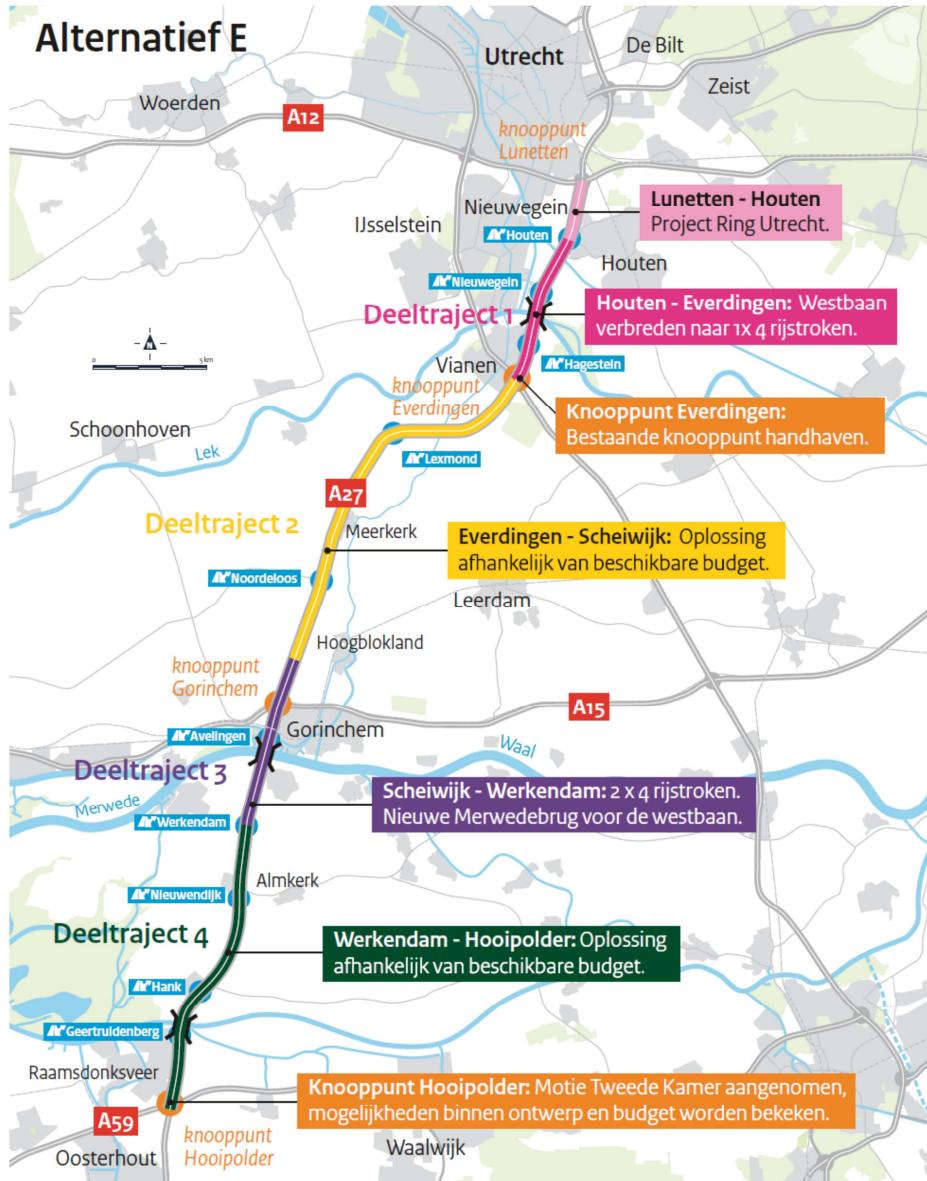 Alternatief E
Utrecht
De Bilt
Zeist
Woerden
A12
knooppunt
Lunetten
Lunetten - Houten
Project Ring Utrecht.
Nieuwegein
IJsselstein
Houten
Houten
Nieuwegein
Houten - Everdingen: Westbaan
verbreden naar 1x 4 rijstroken.
Deeltraject 1
N
0 5 km
Hagestein
Vianen
knooppunt
Everdingen
Knooppunt Everdingen:
Bestaande knooppunt handhaven.
Schoonhoven
Lek
Lexmond
A27
Deeltraject 2
Meerkerk
Everdingen - Scheiwijk: Oplossing
afhankelijk van beschikbare budget.
Noordeloos
Leerdam
Hoogblokland
knooppunt
Gorinchem
A15
Avelingen
Gorinchem
Waal
Deeltraject 3
Merwede
Scheiwijk - Werkendam: 2 x 4 rijstroken.
Nieuwe Merwedebrug voor de westbaan.
Werkendam
Almkerk
Nieuwendijk
Deeltraject 4
Werkendam - Hooipolder: Oplossing
afhankelijk van beschikbare budget.
Hank
Geertruidenberg
Raamsdonksveer
Knooppunt Hooipolder: Motie Tweede Kamer aangenomen,
mogelijkheden binnen ontwerp en budget worden bekeken.
A59
knooppunt
Hooipolder
Oosterhout
Waalwijk